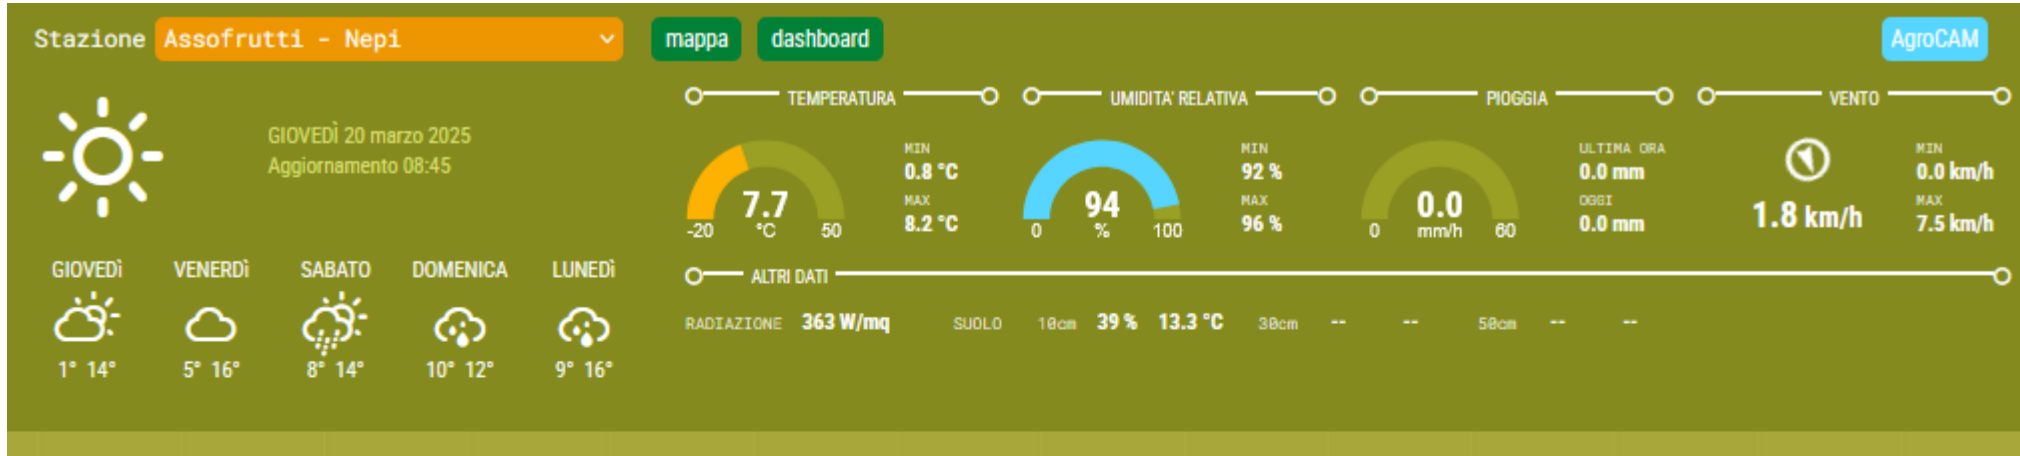 Stazione Assofrutti - Nepi mappa dashboard AgroCAM
GIOVEDÌ 20 marzo 2025
Aggiornamento 08:45
GIOVEDÌ VENERDÌ SABATO DOMENICA LUNEDÌ
1° 14° 5° 16° 8° 14° 10° 12° 9° 16°
TEMPERATURA
7.7
°C
-20 50
MIN
0.8 °C
MAX
8.2 °C
UMIDITA' RELATIVA
94
%
0 100
MIN
92 %
MAX
96 %
PIOGGIA
0.0
mm/h
0 60
ULTIMA ORA
0.0 mm
OGGI
0.0 mm
VENTO
1.8 km/h
MIN
0.0 km/h
MAX
7.5 km/h
ALTRI DATI
RADIAZIONE 363 W/mq SUOLO 10cm 39 % 13.3 °C 30cm -- -- 50cm -- --